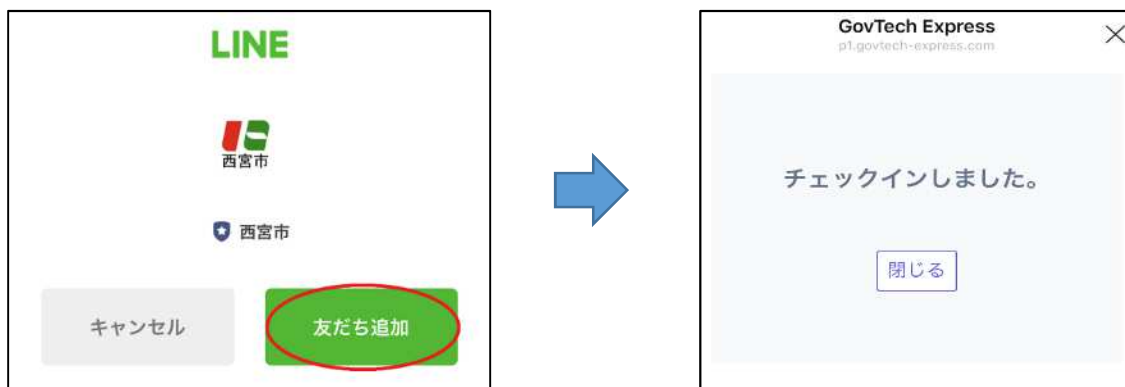 LINE
西宮市
西宮市
キャンセル
友だち追加
GovTech Express
p1.govtech-express.com
チェックインしました。
閉じる